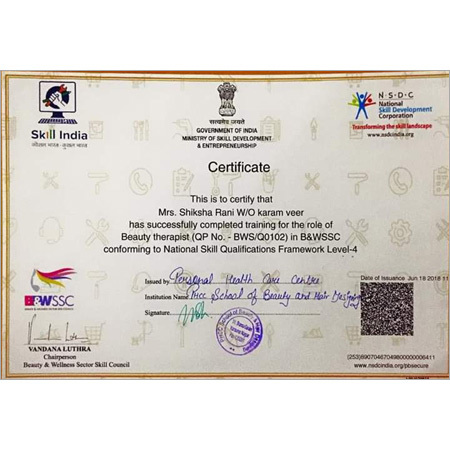 Skill India
कौशल भारत - कुशल भारत
सत्यमेव जयते
GOVERNMENT OF INDIA
MINISTRY OF SKILL DEVELOPMENT
& ENTREPRENEURSHIP
N·S·D·C
National
Skill Development
Corporation
Transforming the skill landscape
www.nsdcindia.org
Certificate
This is to certify that
Mrs. Shiksha Rani W/O karam veer
has successfully completed training for the role of
Beauty therapist (QP No. - BWS/Q0102) in B&WSSC
conforming to National Skill Qualifications Framework Level-4
Issued by Personal Health Care Centre
Institution Name PHCC School of Beauty and Hair Designing
Signature.
Date of Issuance Jun 18 2018
B&WSSC
VANDANA LUTHRA
Chairperson
Beauty & Wellness Sector Skill Council
www.nsdcindia.org/pbsecure